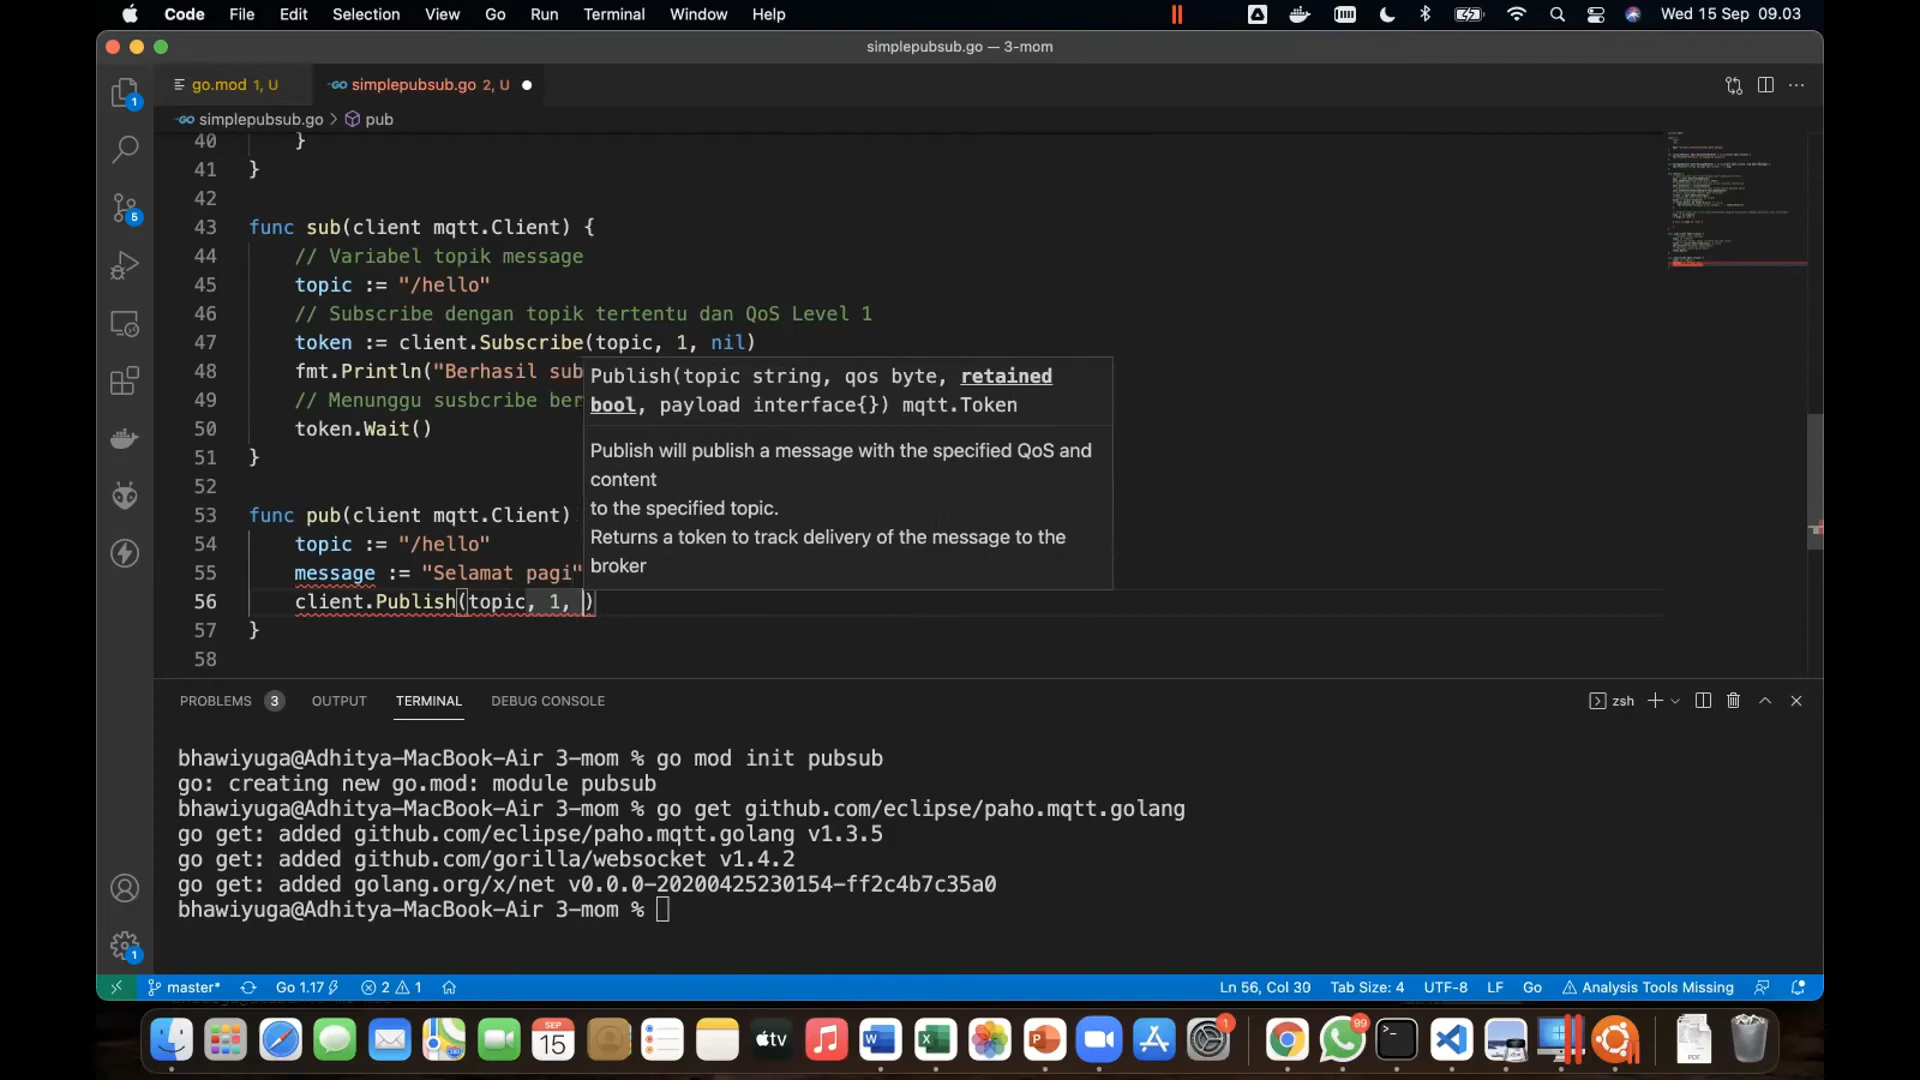 Code File Edit Selection View Go Run Terminal Window Help Wed 15 Sep 09.03
simplepubsub.go — 3-mom
go.mod 1, U simplepubsub.go 2, U
simplepubsub.go > pub
40 }
41 }
42
43 func sub(client mqtt.Client) {
44 // Variabel topik message
45 topic := "/hello"
46 // Subscribe dengan topik tertentu dan QoS Level 1
47 token := client.Subscribe(topic, 1, nil)
48 fmt.Println("Berhasil sub
49 // Menunggu susbcribe ber
50 token.Wait()
51 }
52
53 func pub(client mqtt.Client)
54 topic := "/hello"
55 message := "Selamat pagi"
56 client.Publish(topic, 1, )
57 }
58
Publish(topic string, qos byte, retained
bool, payload interface{}) mqtt.Token
Publish will publish a message with the specified QoS and
content
to the specified topic.
Returns a token to track delivery of the message to the
broker
PROBLEMS 3 OUTPUT TERMINAL DEBUG CONSOLE zsh
bhawiyuga@Adhitya-MacBook-Air 3-mom % go mod init pubsub
go: creating new go.mod: module pubsub
bhawiyuga@Adhitya-MacBook-Air 3-mom % go get github.com/eclipse/paho.mqtt.golang
go get: added github.com/eclipse/paho.mqtt.golang v1.3.5
go get: added github.com/gorilla/websocket v1.4.2
go get: added golang.org/x/net v0.0.0-20200425230154-ff2c4b7c35a0
bhawiyuga@Adhitya-MacBook-Air 3-mom %
master* Go 1.17 2 1 Ln 56, Col 30 Tab Size: 4 UTF-8 LF Go Analysis Tools Missing
1
5
1
SEP
15
tv
W
X
P
1
99
PDF